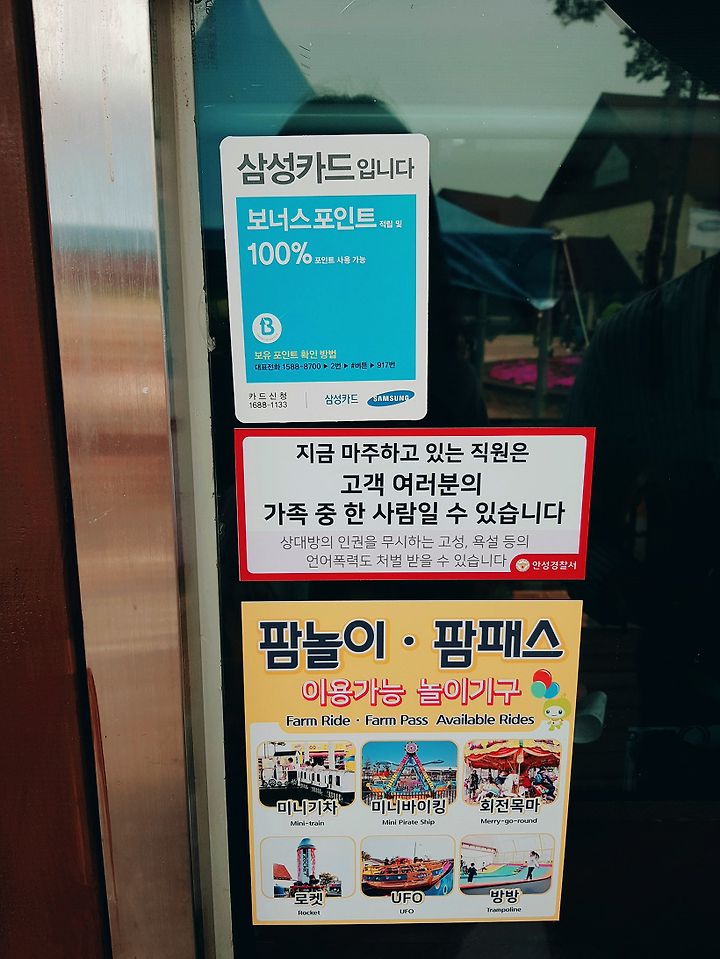 삼성카드입니다
보너스포인트 적립 및
100% 포인트 사용 가능
B
보유 포인트 확인 방법
대표전화 1588-8700 ▶ 2번 ▶ #버튼 ▶ 917번
카드신청
1688-1133
삼성카드 SAMSUNG
지금 마주하고 있는 직원은
고객 여러분의
가족 중 한 사람일 수 있습니다
상대방의 인권을 무시하는 고성, 욕설 등의
언어폭력도 처벌 받을 수 있습니다
안성경찰서
팜놀이 · 팜패스
이용가능 놀이기구
Farm Ride · Farm Pass Available Rides
미니기차 미니바이킹 회전목마
Mini-train Mini Pirate Ship Merry-go-round
로켓 UFO 방방
Rocket UFO Trampoline